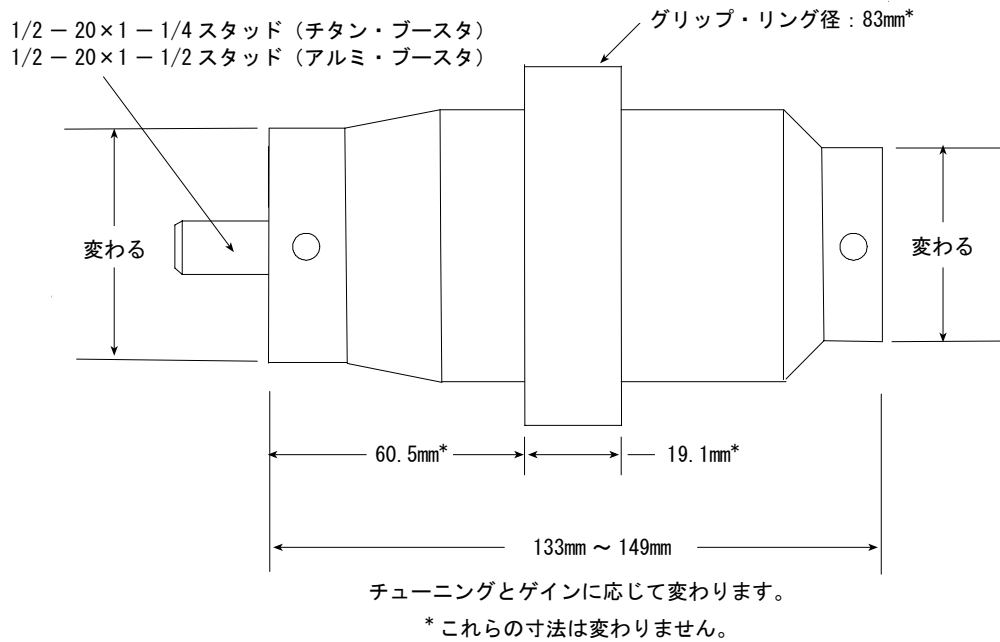 1/2 − 20×1 − 1/4 スタッド（チタン・ブースタ）
1/2 − 20×1 − 1/2 スタッド（アルミ・ブースタ）
グリップ・リング径：83mm*
変わる
変わる
60.5mm*
19.1mm*
133mm ～ 149mm
チューニングとゲインに応じて変わります。
* これらの寸法は変わりません。